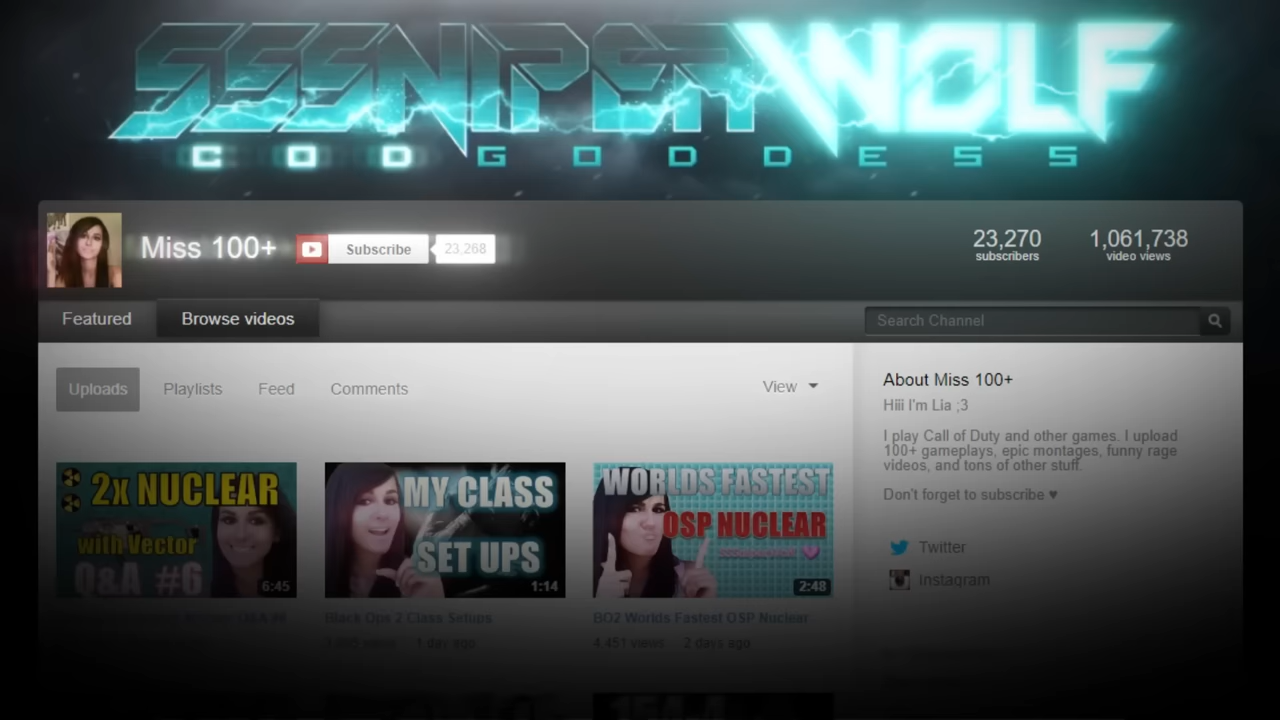 SSSNIPERWOLF
COD GODDESS
Miss 100+
Subscribe
23,268
23,270
subscribers
1,061,738
video views
Featured
Browse videos
Search Channel
Uploads
Playlists
Feed
Comments
View
About Miss 100+
Hiii I'm Lia ;3
I play Call of Duty and other games. I upload
100+ gameplays, epic montages, funny rage
videos, and tons of other stuff.
Don't forget to subscribe ♥
Twitter
Instagram
2x NUCLEAR
with Vector
Q&A #6
6:45
MY CLASS
SET UPS
1:14
WORLDS FASTEST
OSP NUCLEAR
2:48
Black Ops 2 Class Setups
views 1 day ago
BO2 Worlds Fastest OSP Nuclear
4,451 views 2 days ago